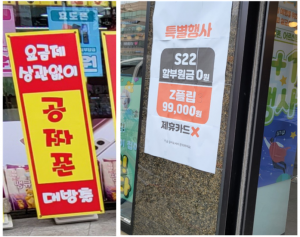 요금제
상관없이
공
짜
폰
대방출
특별행사
S22
할부원금 0원
Z플립
99,000원
제휴카드X